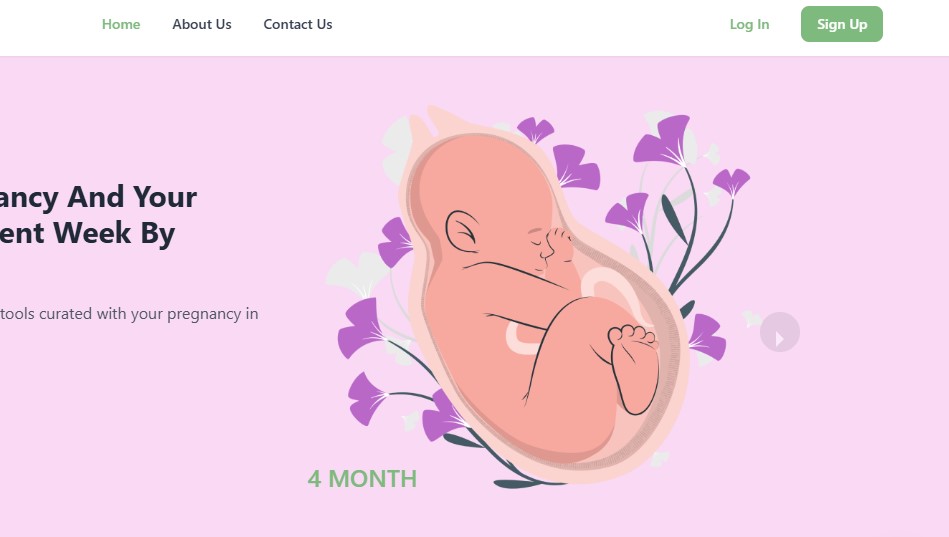 Home About Us Contact Us Log In Sign Up
ancy And Your
ent Week By
tools curated with your pregnancy in
4 MONTH